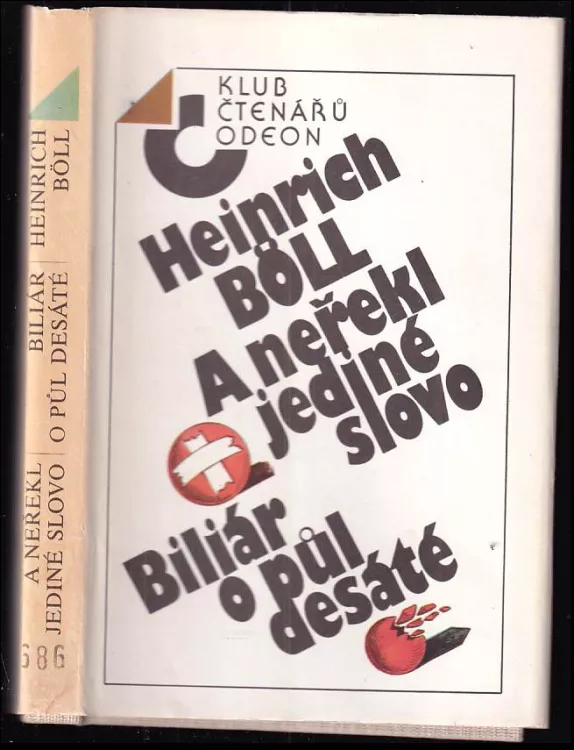 KLUB
ČTENÁŘŮ
ODEON
Heinrich
BÖLL
A neřekl
jediné
slovo
Biliár
o půl
desáté
HEINRICH
BÖLL
BILIÁR
O PŮL DESÁTÉ
A NEŘEKL
JEDINÉ SLOVO
686